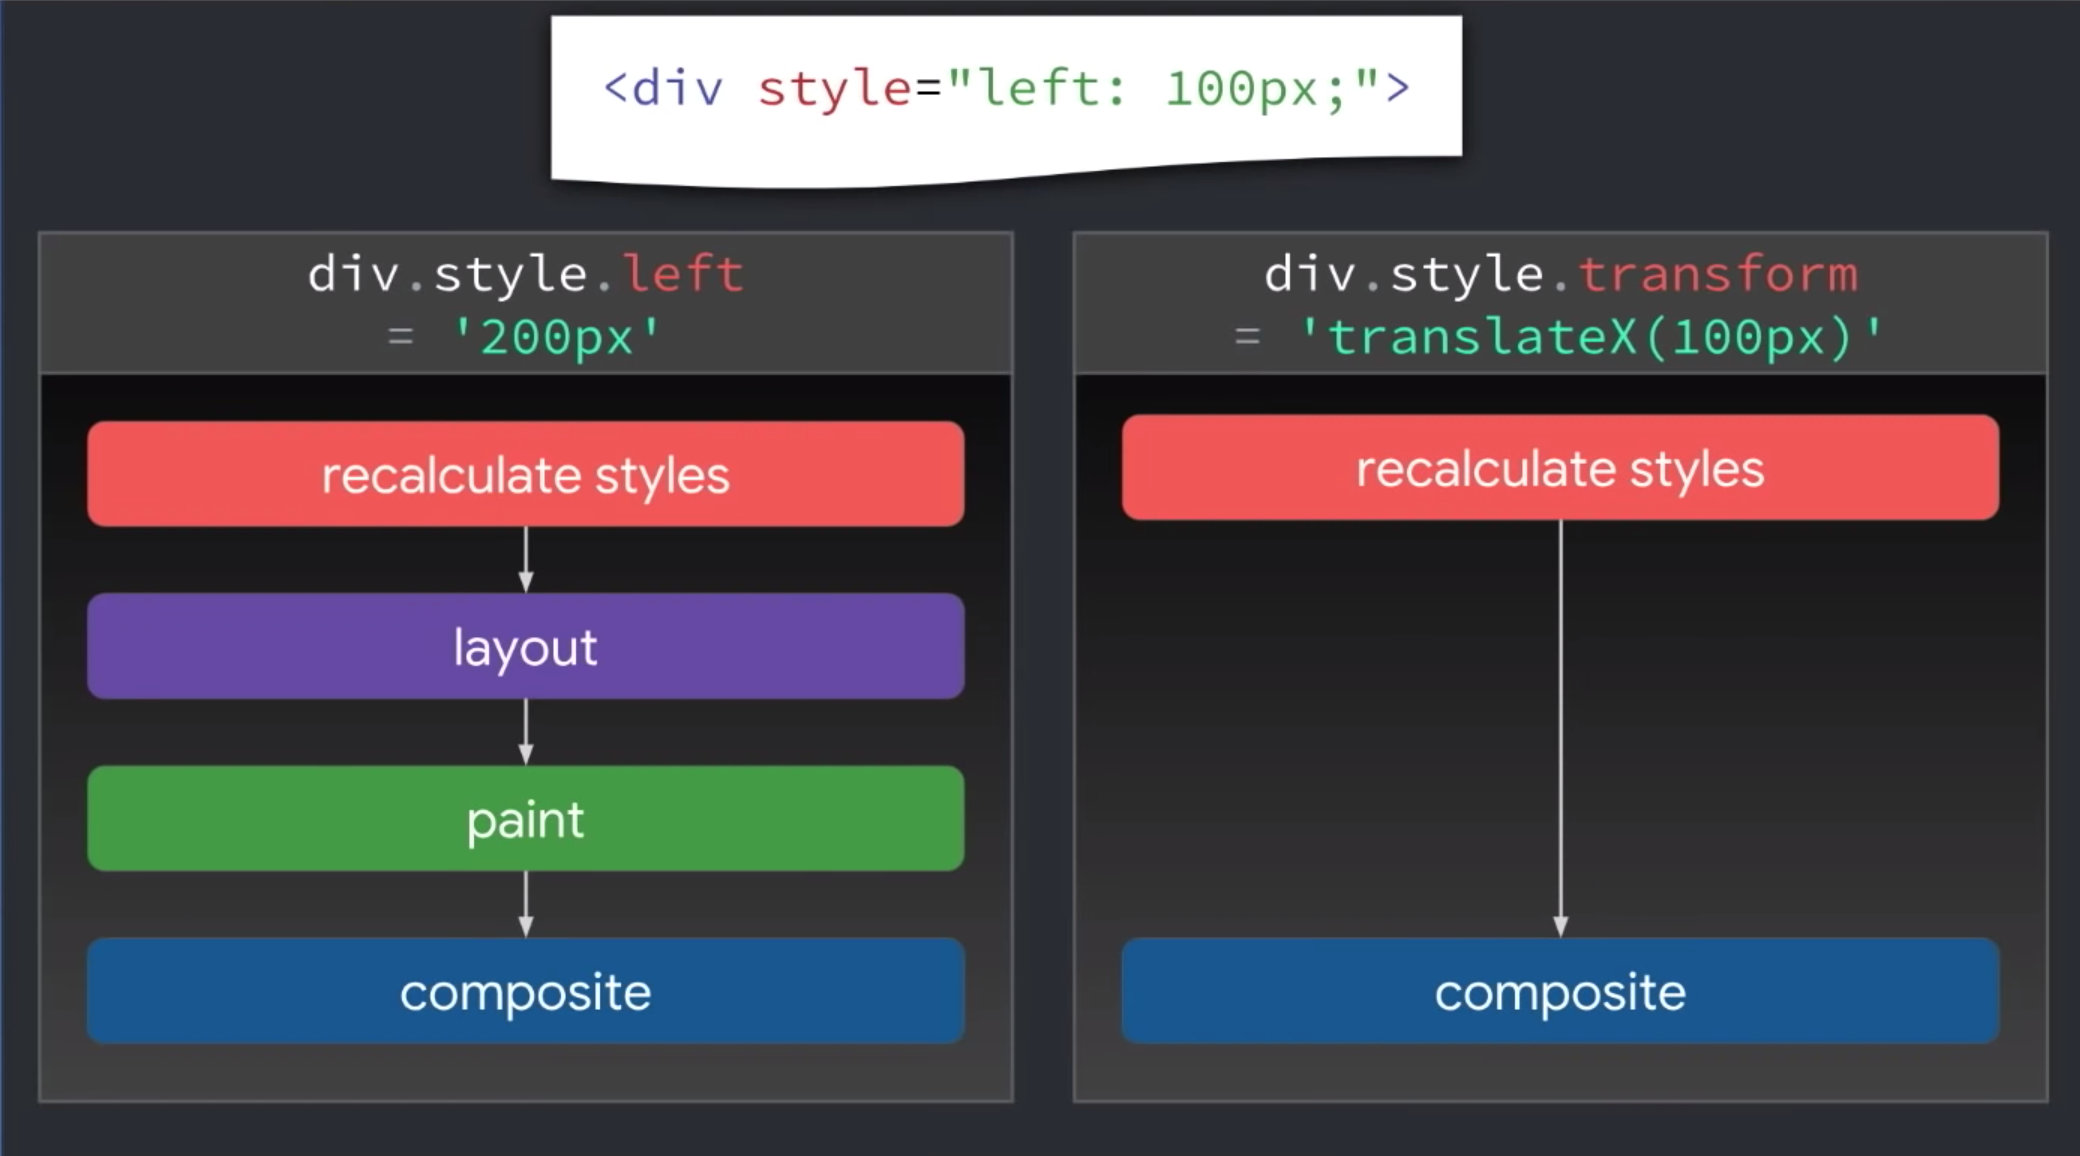 <div style="left: 100px;">
div.style.left
= '200px'
recalculate styles
layout
paint
composite
div.style.transform
= 'translateX(100px)'
recalculate styles
composite